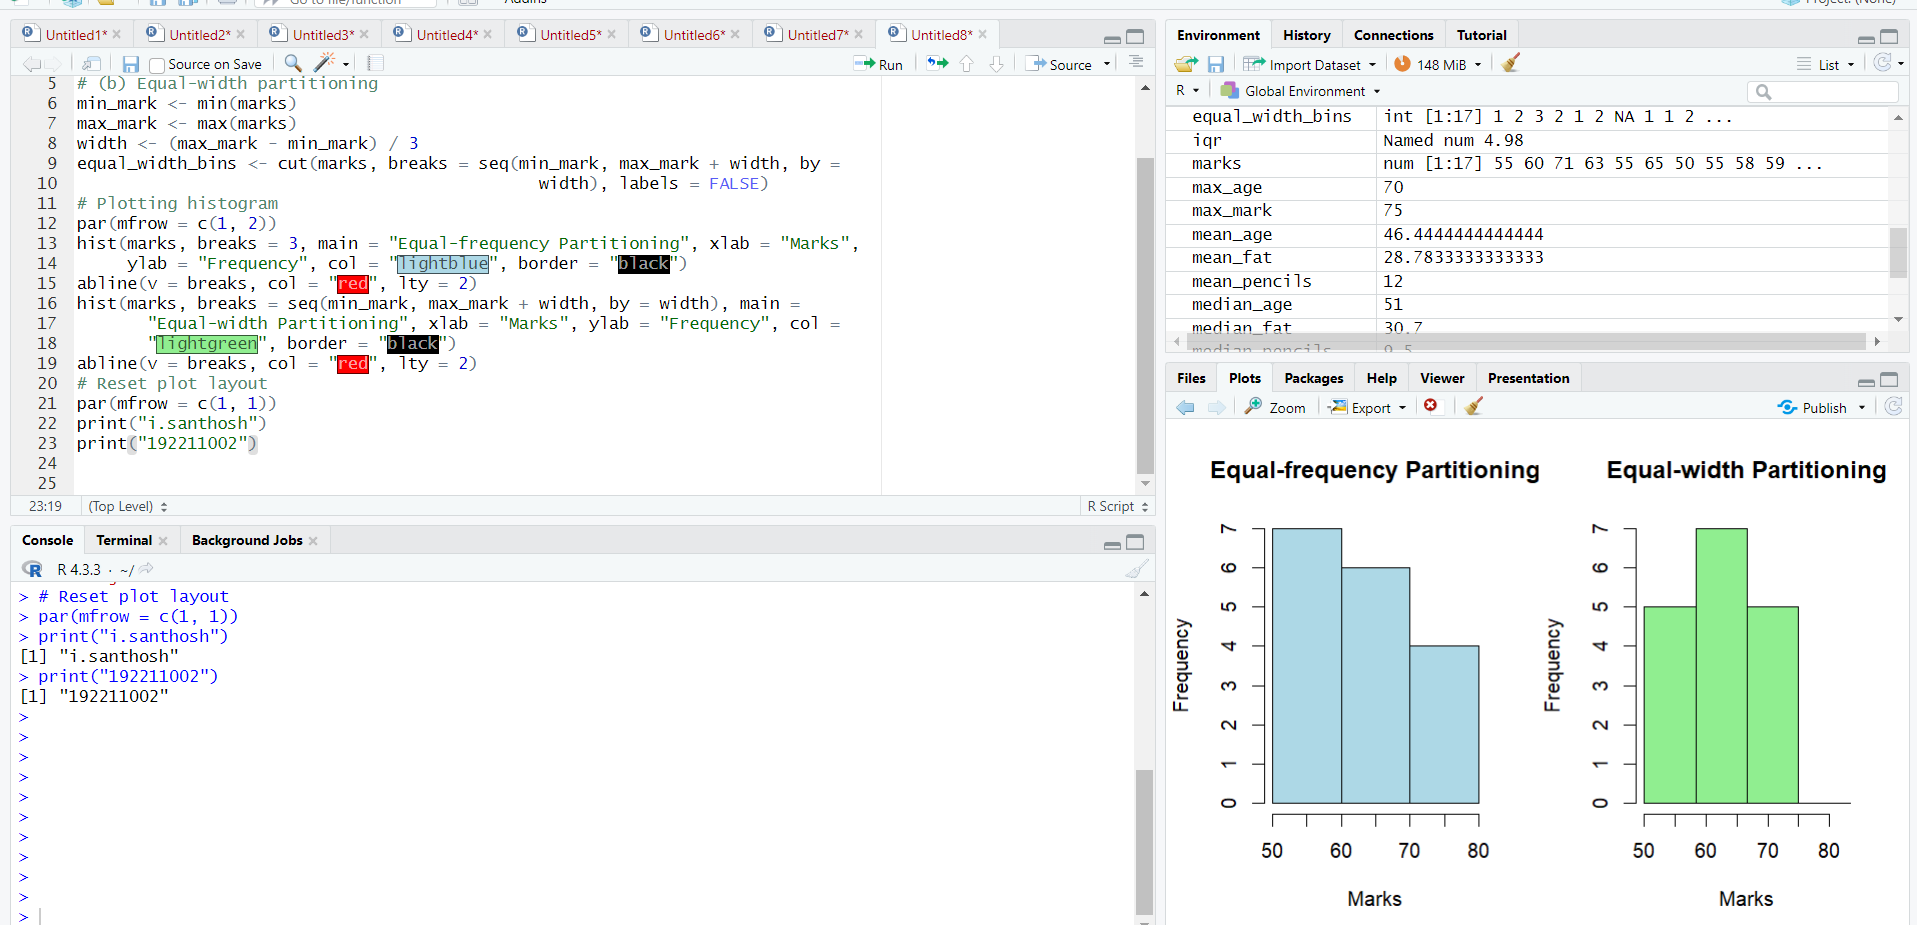 Go to file/function
Addins
Project: (None)
Untitled1* Untitled2* Untitled3* Untitled4* Untitled5* Untitled6* Untitled7* Untitled8*
Source on Save Run Source
5 # (b) Equal-width partitioning
6 min_mark <- min(marks)
7 max_mark <- max(marks)
8 width <- (max_mark - min_mark) / 3
9 equal_width_bins <- cut(marks, breaks = seq(min_mark, max_mark + width, by =
10 width), labels = FALSE)
11 # Plotting histogram
12 par(mfrow = c(1, 2))
13 hist(marks, breaks = 3, main = "Equal-frequency Partitioning", xlab = "Marks",
14 ylab = "Frequency", col = "lightblue", border = "black")
15 abline(v = breaks, col = "red", lty = 2)
16 hist(marks, breaks = seq(min_mark, max_mark + width, by = width), main =
17 "Equal-width Partitioning", xlab = "Marks", ylab = "Frequency", col =
18 "lightgreen", border = "black")
19 abline(v = breaks, col = "red", lty = 2)
20 # Reset plot layout
21 par(mfrow = c(1, 1))
22 print("i.santhosh")
23 print("192211002")
24
25
23:19 (Top Level) R Script
Console Terminal Background Jobs
R 4.3.3 · ~/
> # Reset plot layout
> par(mfrow = c(1, 1))
> print("i.santhosh")
[1] "i.santhosh"
> print("192211002")
[1] "192211002"
>
>
>
>
>
>
>
>
>
>
>
Environment History Connections Tutorial
Import Dataset 148 MiB List
R Global Environment
equal_width_bins int [1:17] 1 2 3 2 1 2 NA 1 1 2 ...
iqr Named num 4.98
marks num [1:17] 55 60 71 63 55 65 50 55 58 59 ...
max_age 70
max_mark 75
mean_age 46.4444444444444
mean_fat 28.7833333333333
mean_pencils 12
median_age 51
median_fat 30.7
median_pencils 9.5
Files Plots Packages Help Viewer Presentation
Zoom Export Publish
Equal-frequency Partitioning
Frequency
0 1 2 3 4 5 6 7
50 60 70 80
Marks
Equal-width Partitioning
Frequency
0 1 2 3 4 5 6 7
50 60 70 80
Marks